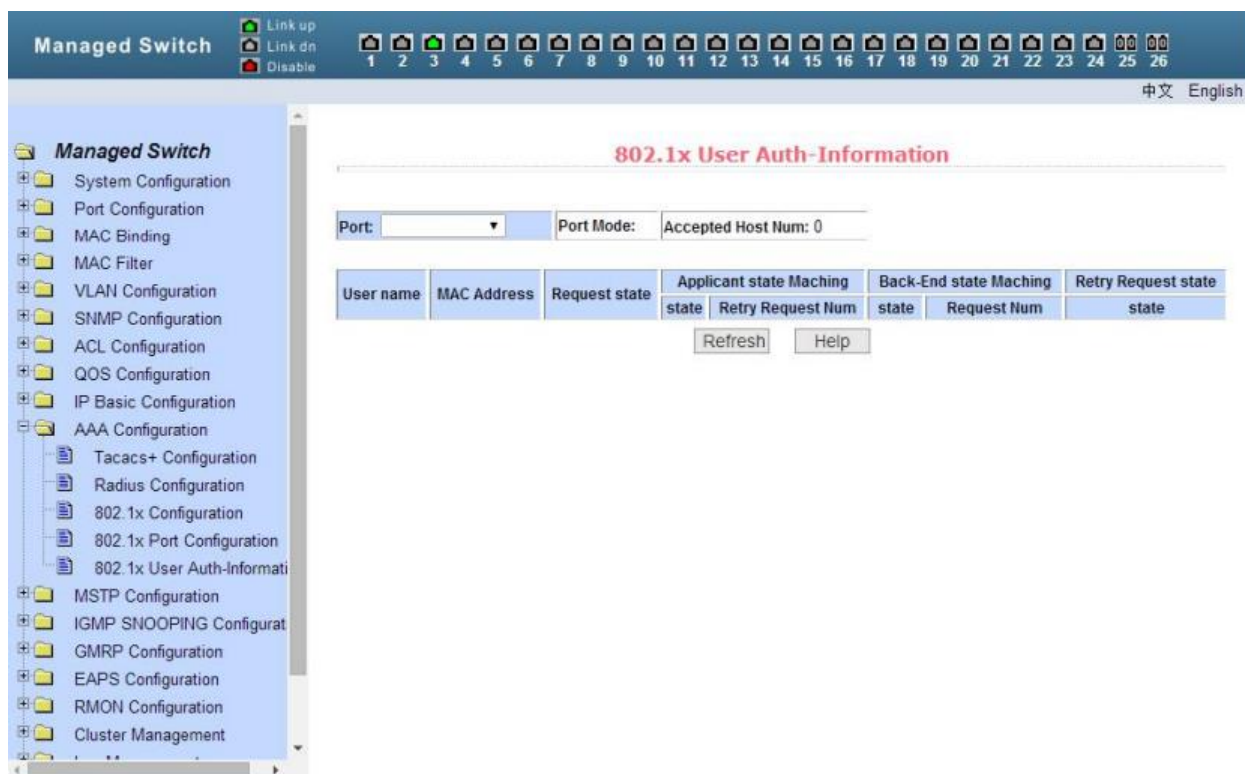 Managed Switch
Link up
Link dn
Disable
1 2 3 4 5 6 7 8 9 10 11 12 13 14 15 16 17 18 19 20 21 22 23 24 25 26
中文 English
Managed Switch
System Configuration
Port Configuration
MAC Binding
MAC Filter
VLAN Configuration
SNMP Configuration
ACL Configuration
QOS Configuration
IP Basic Configuration
AAA Configuration
Tacacs+ Configuration
Radius Configuration
802.1x Configuration
802.1x Port Configuration
802.1x User Auth-Informati
MSTP Configuration
IGMP SNOOPING Configurat
GMRP Configuration
EAPS Configuration
RMON Configuration
Cluster Management
802.1x User Auth-Information
Port: Port Mode: Accepted Host Num: 0
User name MAC Address Request state Applicant state Maching Back-End state Maching Retry Request state
state Retry Request Num state Request Num state
Refresh Help